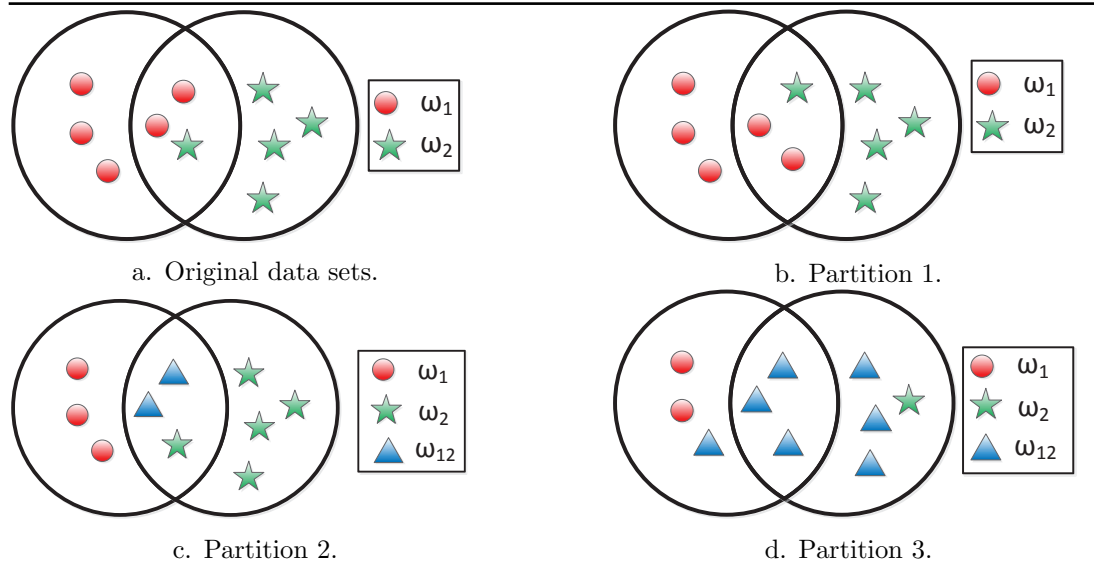 ω1
ω2
ω1
ω2
a. Original data sets.
b. Partition 1.
ω1
ω2
ω12
ω1
ω2
ω12
c. Partition 2.
d. Partition 3.